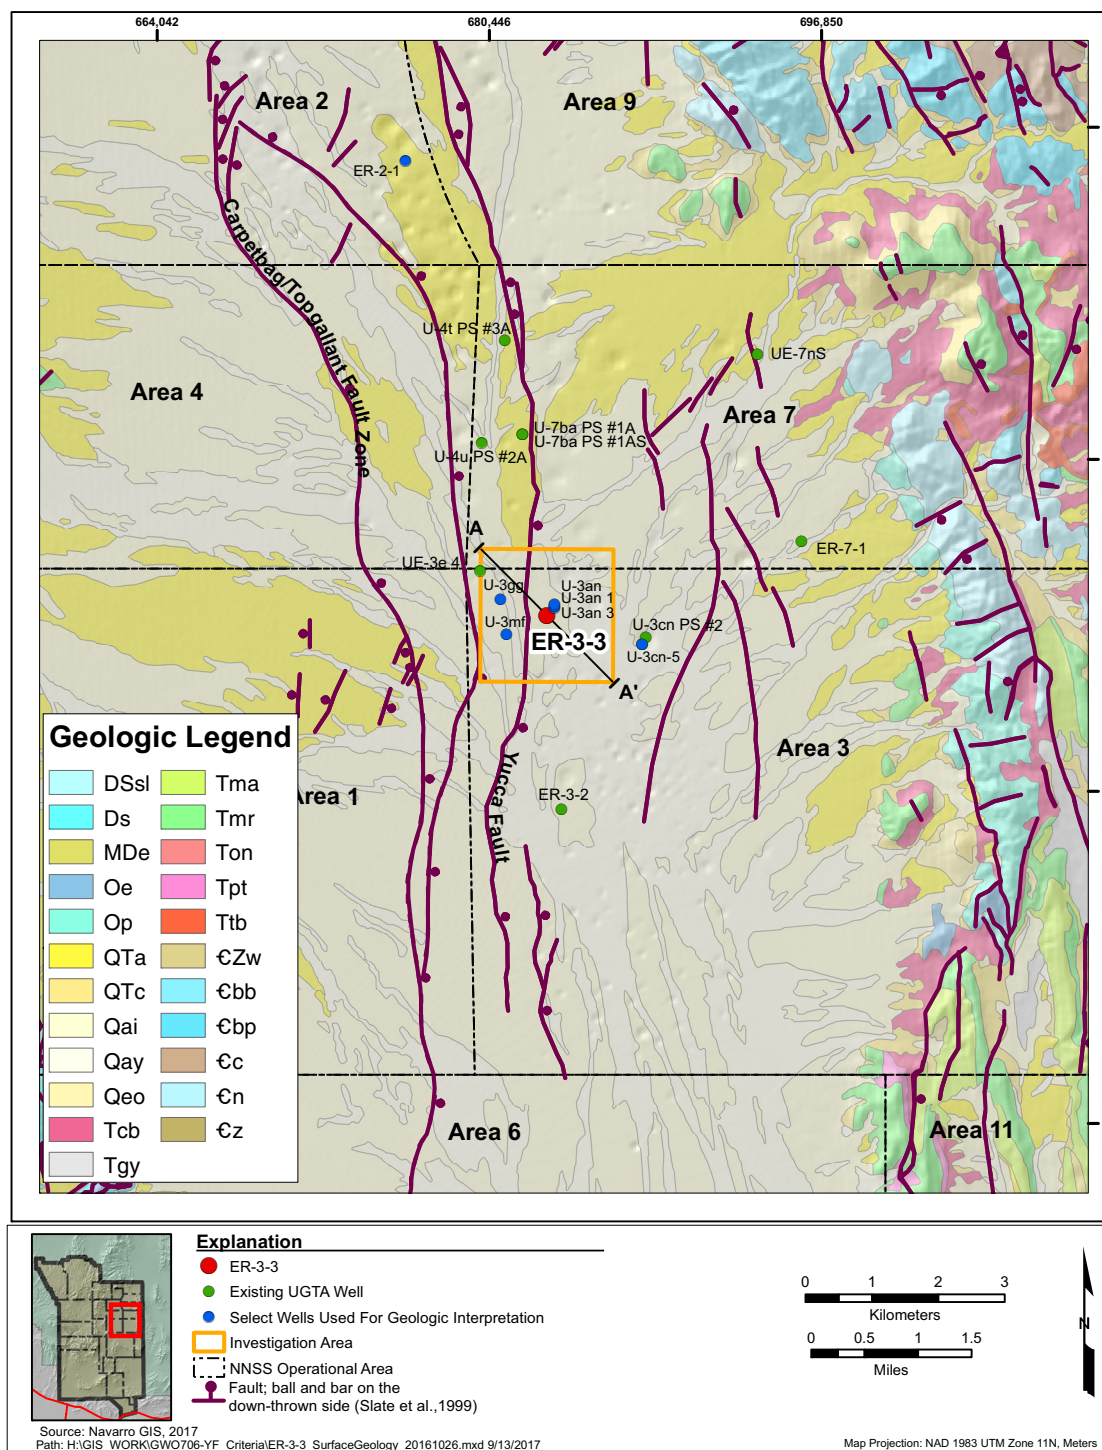 664,042
680,446
696,850
Area 2
Area 9
ER-2-1
Carpetbag/Topgallant Fault Zone
U-4t PS #3A
UE-7nS
Area 4
Area 7
U-7ba PS #1A
U-7ba PS #1AS
U-4u PS #2A
A
ER-7-1
UE-3e 4
U-3gg
U-3an
U-3an 1
U-3an 3
U-3mf
ER-3-3
U-3cn PS #2
U-3cn-5
A'
Geologic Legend
Yucca Fault
Area 3
Area 1
ER-3-2
DSsl
Ds
MDe
Oe
Op
QTa
QTc
Qai
Qay
Qeo
Tcb
Tgy
Tma
Tmr
Ton
Tpt
Ttb
€Zw
€bb
€bp
€c
€n
€z
Area 6
Area 11
Explanation
ER-3-3
Existing UGTA Well
Select Wells Used For Geologic Interpretation
Investigation Area
NNSS Operational Area
Fault; ball and bar on the
down-thrown side (Slate et al.,1999)
0 1 2 3
Kilometers
0 0.5 1 1.5
Miles
N
Source: Navarro GIS, 2017
Path: H:\GIS_WORK\GWO706-YF_Criteria\ER-3-3_SurfaceGeology_20161026.mxd 9/13/2017
Map Projection: NAD 1983 UTM Zone 11N, Meters